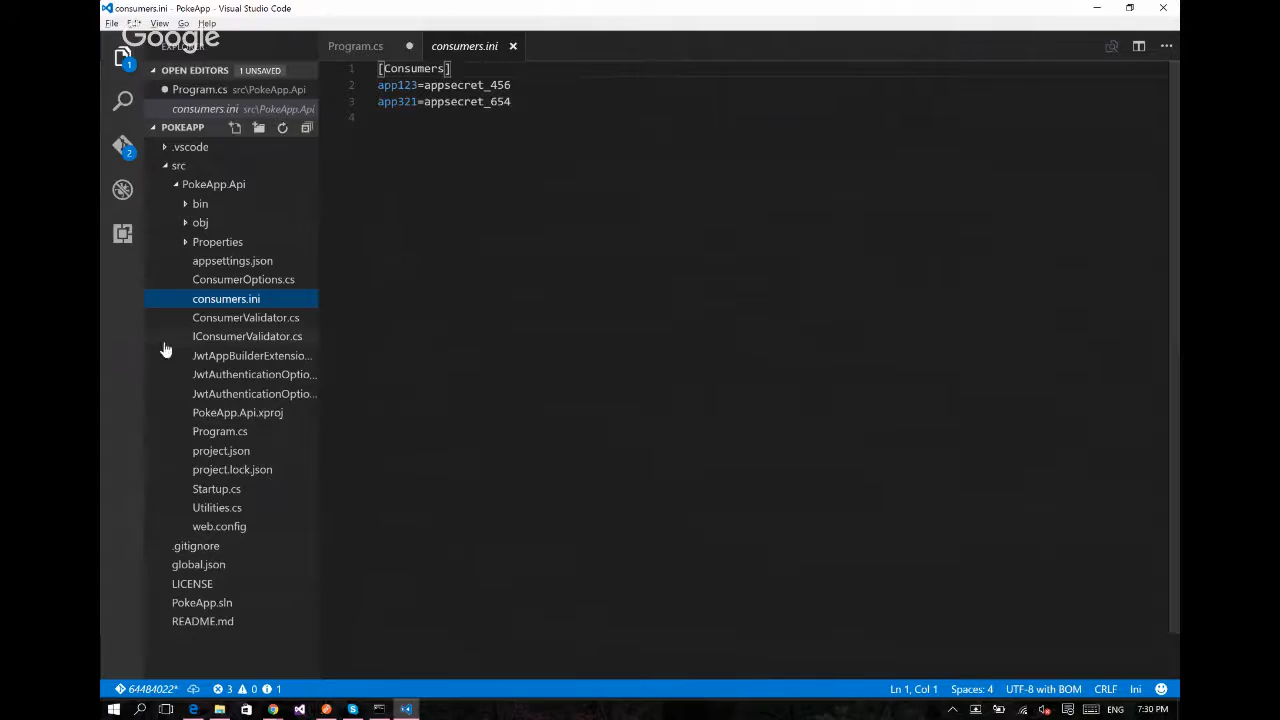 consumers.ini - PokeApp - Visual Studio Code
File Edit View Go Help
Google
EXPLORER
Program.cs
consumers.ini
OPEN EDITORS 1 UNSAVED
Program.cs src\PokeApp.Api
consumers.ini src\PokeApp.Api
POKEAPP
.vscode
src
PokeApp.Api
bin
obj
Properties
appsettings.json
ConsumerOptions.cs
consumers.ini
ConsumerValidator.cs
IConsumerValidator.cs
JwtAppBuilderExtensio...
JwtAuthenticationOptio...
JwtAuthenticationOptio...
PokeApp.Api.xproj
Program.cs
project.json
project.lock.json
Startup.cs
Utilities.cs
web.config
.gitignore
global.json
LICENSE
PokeApp.sln
README.md
1
2
1 [Consumers]
2 app123=appsecret_456
3 app321=appsecret_654
4
64484022* 3 0 1
Ln 1, Col 1 Spaces: 4 UTF-8 with BOM CRLF Ini
ENG 7:30 PM